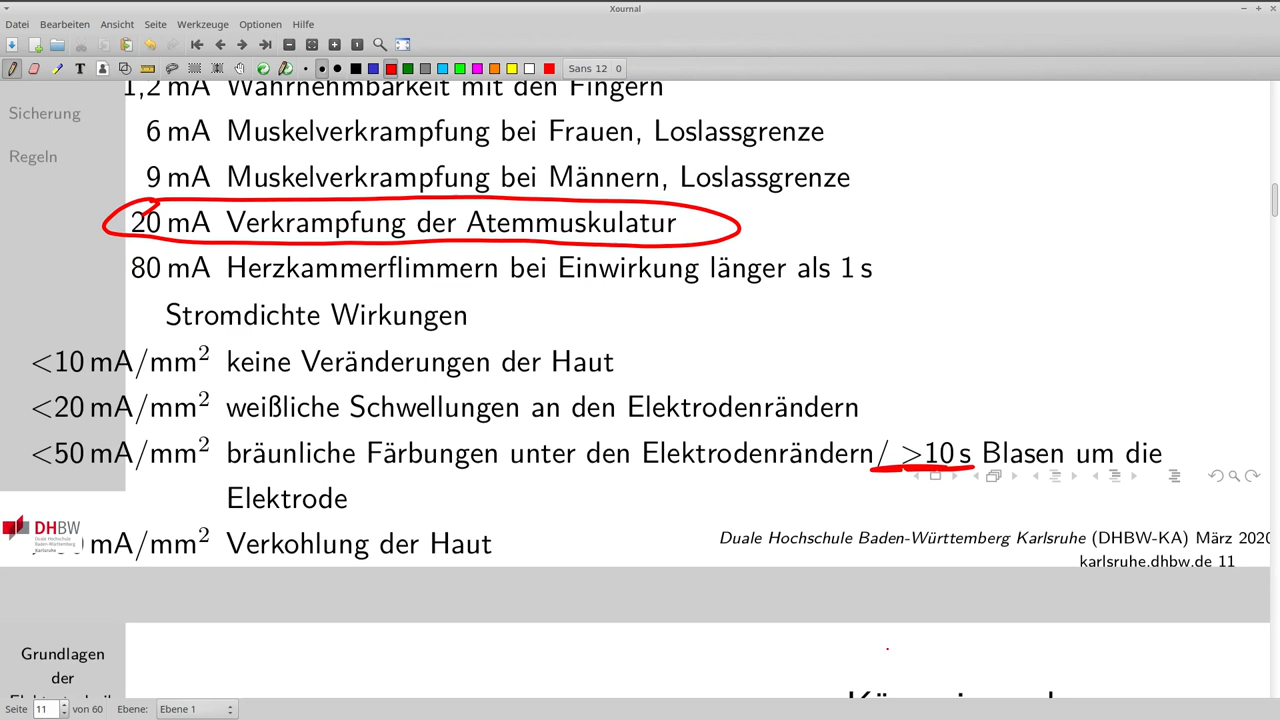 Xournal
Datei Bearbeiten Ansicht Seite Werkzeuge Optionen Hilfe
Sans 12 0
Sicherung
Regeln
1,2 mA Wahrnehmbarkeit mit den Fingern
6 mA Muskelverkrampfung bei Frauen, Loslassgrenze
9 mA Muskelverkrampfung bei Männern, Loslassgrenze
20 mA Verkrampfung der Atemmuskulatur
80 mA Herzkammerflimmern bei Einwirkung länger als 1 s
Stromdichte Wirkungen
<10 mA/mm² keine Veränderungen der Haut
<20 mA/mm² weißliche Schwellungen an den Elektrodenrändern
<50 mA/mm² bräunliche Färbungen unter den Elektrodenrändern/ >10 s Blasen um die
Elektrode
mA/mm² Verkohlung der Haut
DHBW
Duale Hochschule
Baden-Württemberg
Karlsruhe
Duale Hochschule Baden-Württemberg Karlsruhe (DHBW-KA) März 2020
karlsruhe.dhbw.de 11
Grundlagen
der
Seite 11 von 60 Ebene: Ebene 1